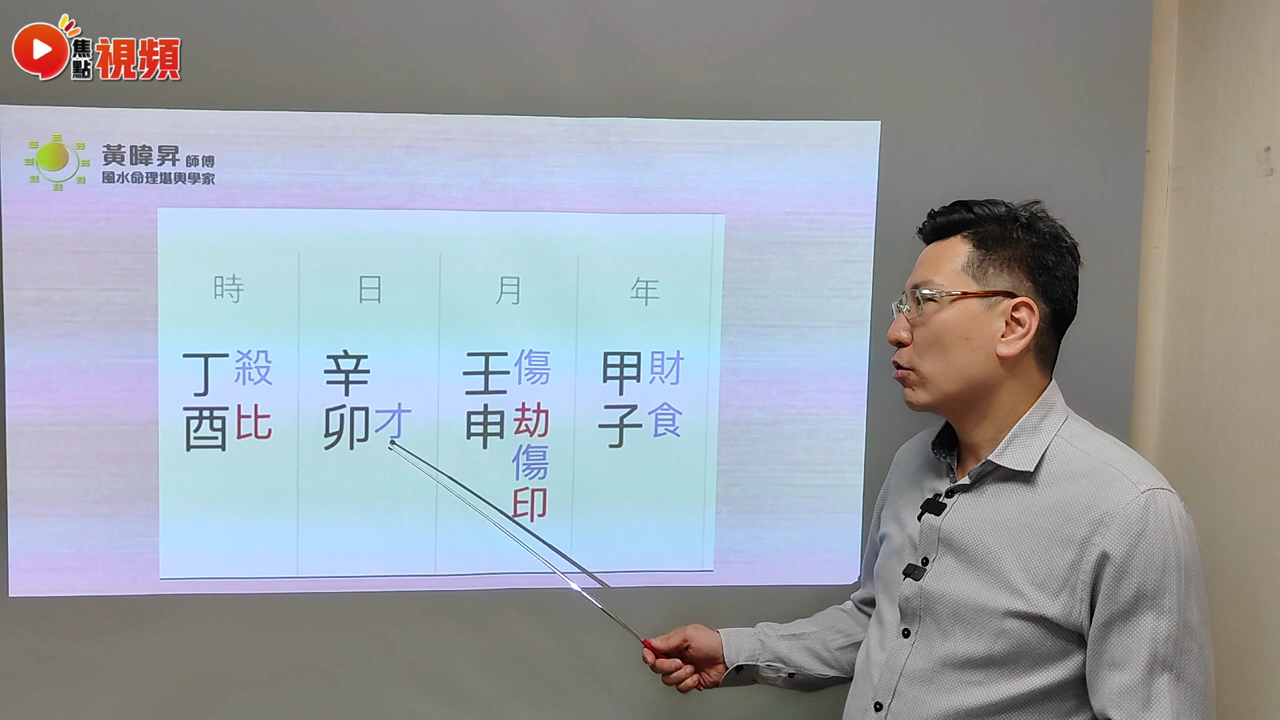 焦點視頻
黃暐昇 師傅
風水命理堪輿學家
時 日 月 年
丁殺 辛 壬傷 甲財
酉比 卯才 申劫 子食
傷
印